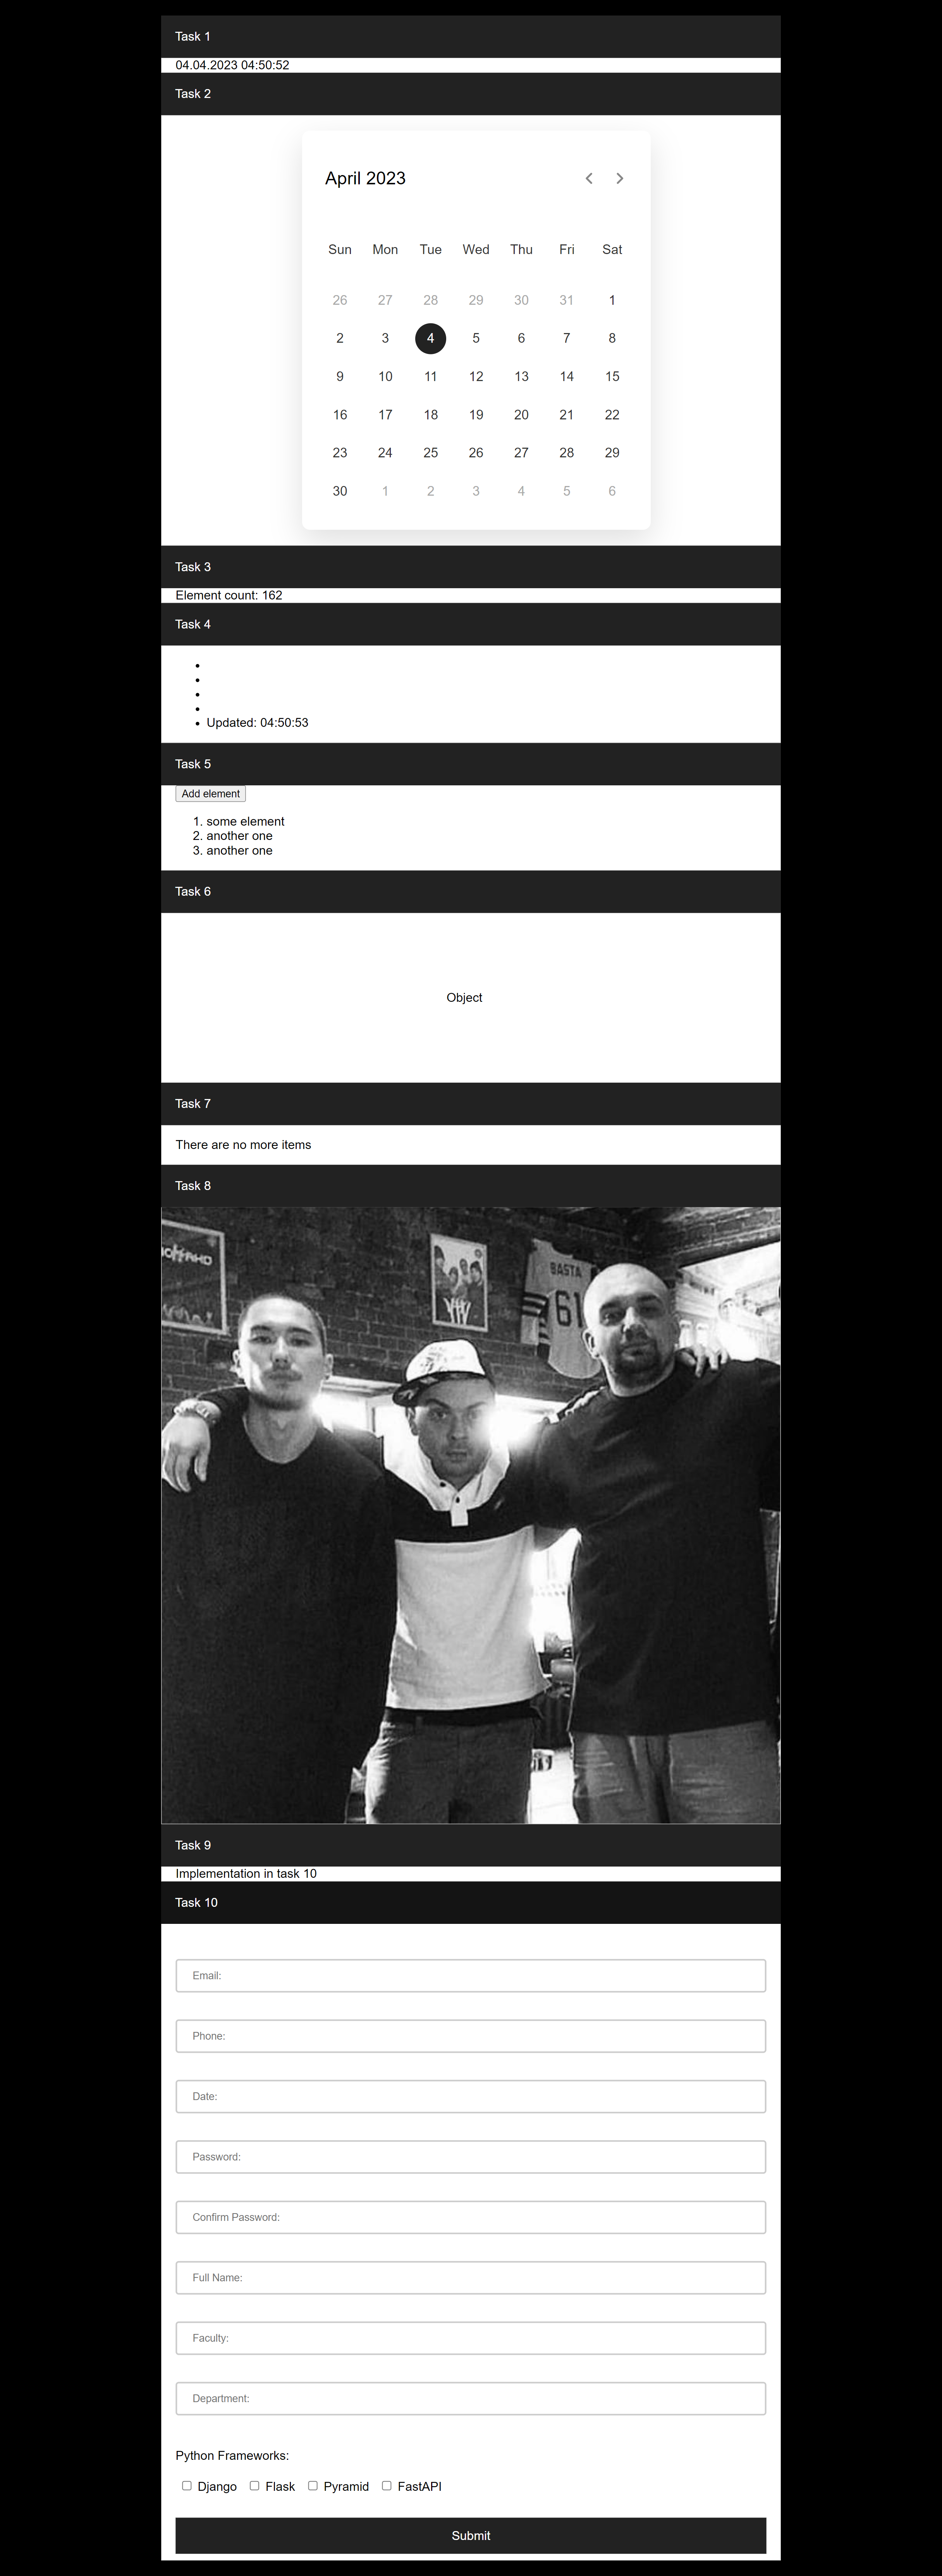 Task 1
04.04.2023 04:50:52
Task 2
April 2023
Sun Mon Tue Wed Thu Fri Sat
26 27 28 29 30 31 1
2 3 4 5 6 7 8
9 10 11 12 13 14 15
16 17 18 19 20 21 22
23 24 25 26 27 28 29
30 1 2 3 4 5 6
Task 3
Element count: 162
Task 4
Updated: 04:50:53
Task 5
Add element
1. some element
2. another one
3. another one
Task 6
Object
Task 7
There are no more items
Task 8
BASTA
61
Task 9
Implementation in task 10
Task 10
Email:
Phone:
Date:
Password:
Confirm Password:
Full Name:
Faculty:
Department:
Python Frameworks:
Django Flask Pyramid FastAPI
Submit